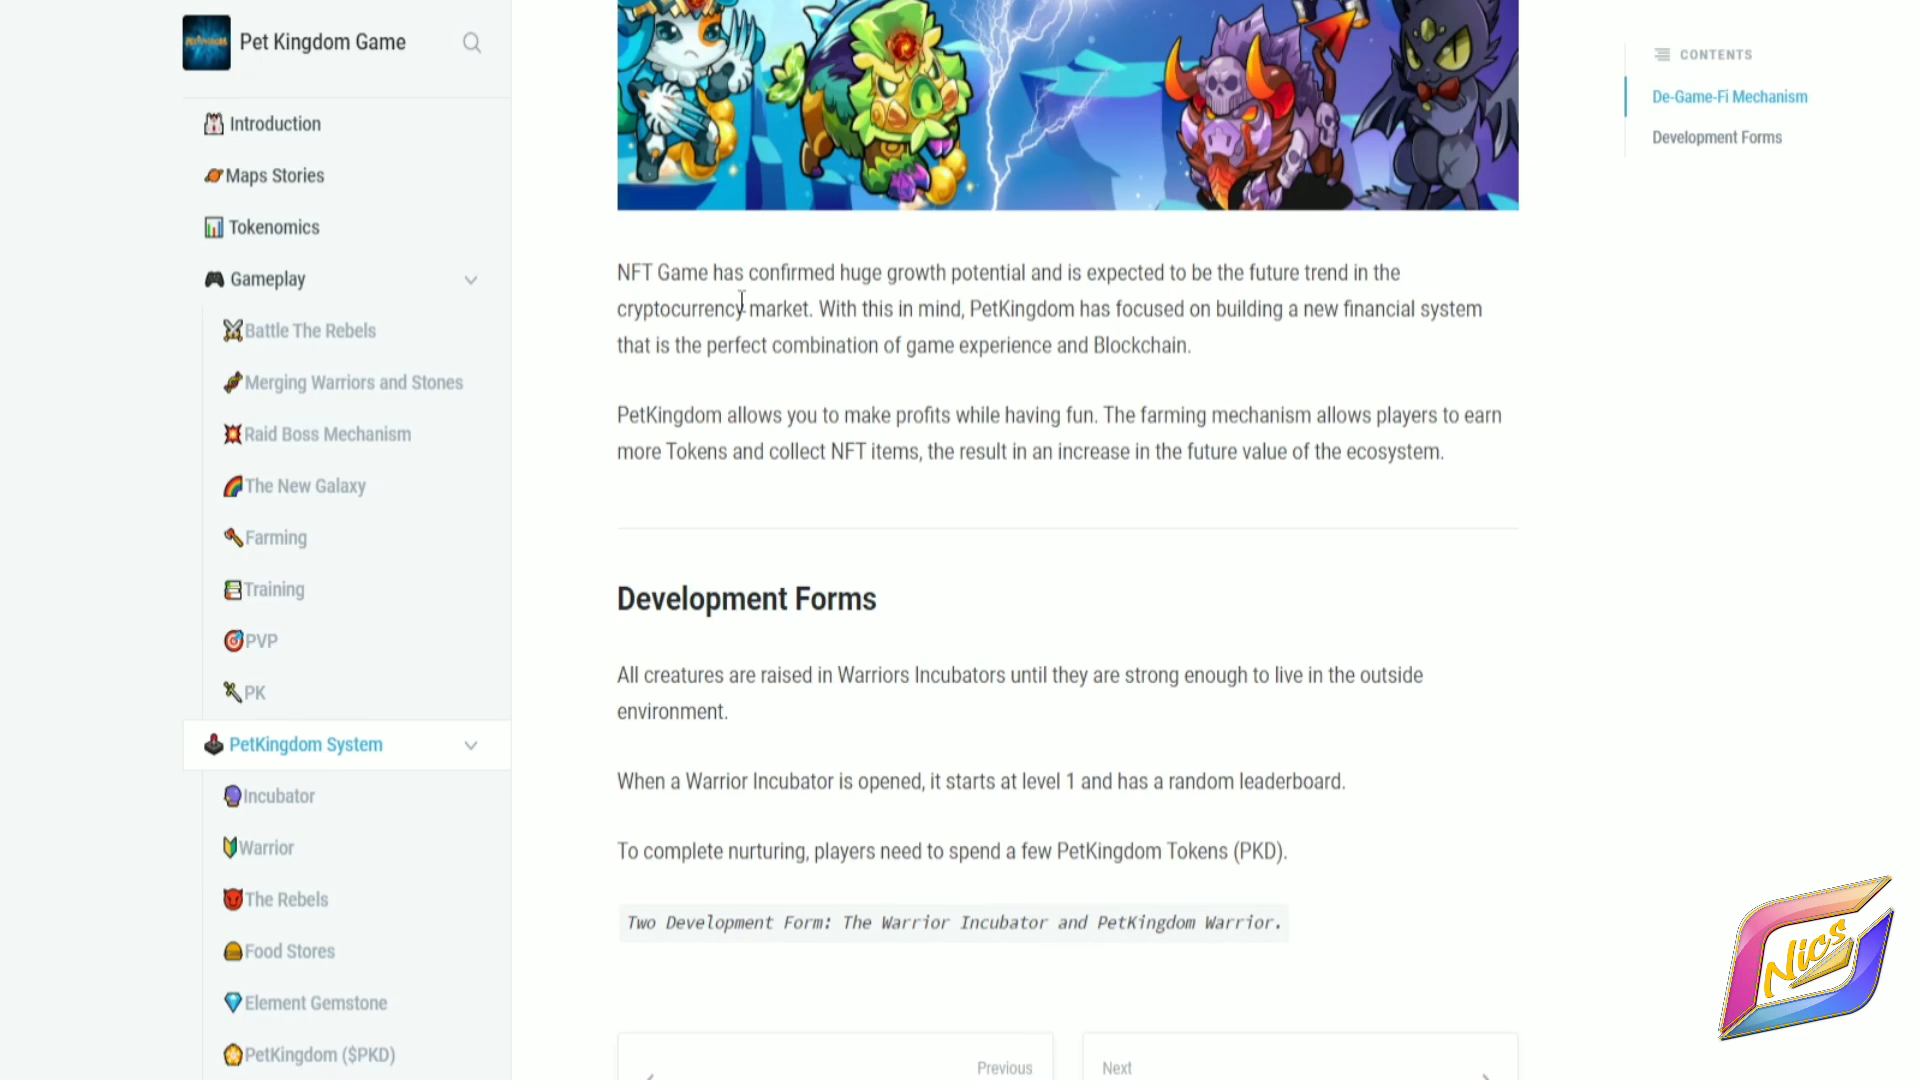 Pet Kingdom Game
Introduction
Maps Stories
Tokenomics
Gameplay
Battle The Rebels
Merging Warriors and Stones
Raid Boss Mechanism
The New Galaxy
Farming
Training
PVP
PK
PetKingdom System
Incubator
Warrior
The Rebels
Food Stores
Element Gemstone
PetKingdom ($PKD)
NFT Game has confirmed huge growth potential and is expected to be the future trend in the
cryptocurrency market. With this in mind, PetKingdom has focused on building a new financial system
that is the perfect combination of game experience and Blockchain.
PetKingdom allows you to make profits while having fun. The farming mechanism allows players to earn
more Tokens and collect NFT items, the result in an increase in the future value of the ecosystem.
Development Forms
All creatures are raised in Warriors Incubators until they are strong enough to live in the outside
environment.
When a Warrior Incubator is opened, it starts at level 1 and has a random leaderboard.
To complete nurturing, players need to spend a few PetKingdom Tokens (PKD).
Two Development Form: The Warrior Incubator and PetKingdom Warrior.
Previous
Next
CONTENTS
De-Game-Fi Mechanism
Development Forms
Nics